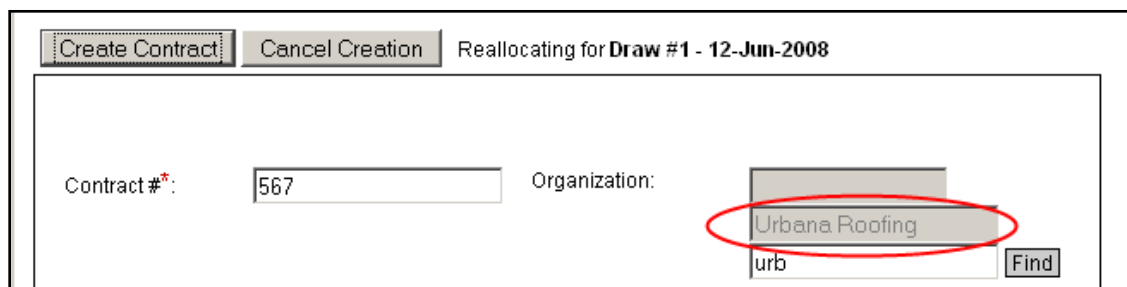 Create Contract Cancel Creation Reallocating for Draw #1 - 12-Jun-2008
Contract #*: 567 Organization:
Urbana Roofing
urb Find